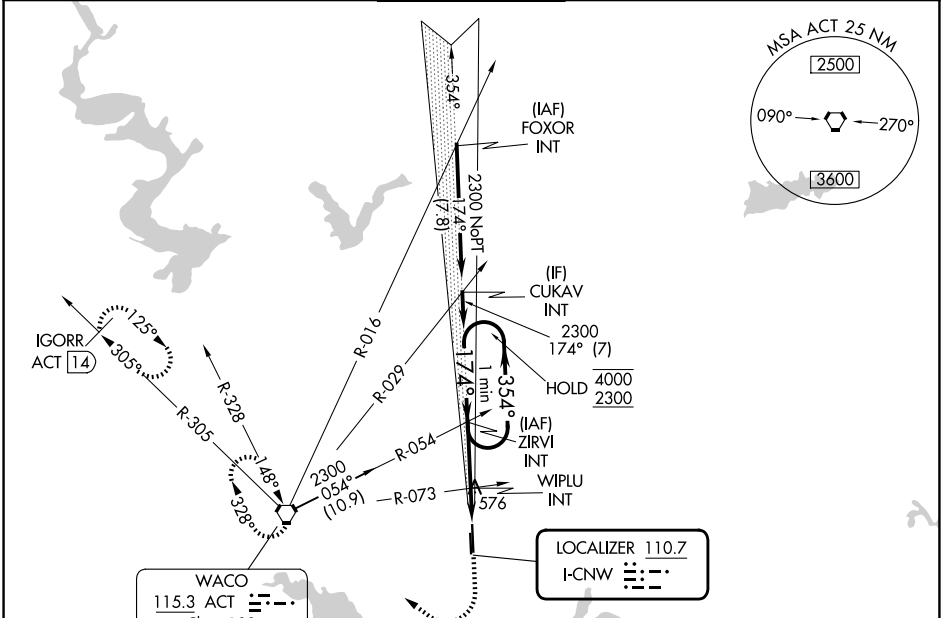 MSA ACT 25 NM
2500
090°
270°
3600
354°
(IAF)
FOXOR
INT
2300 NoPT
174°
(7.8)
(IF)
CUKAV
INT
2300
174° (7)
R-016
R-029
IGORR
ACT 14
125°
305°
R-328
R-305
174°
1 min
354°
HOLD
4000
2300
(IAF)
ZIRVI
INT
R-054
2300
054°
(10.9)
R-073
WIPLU
INT
576
148°
328°
LOCALIZER 110.7
I-CNW
WACO
115.3 ACT